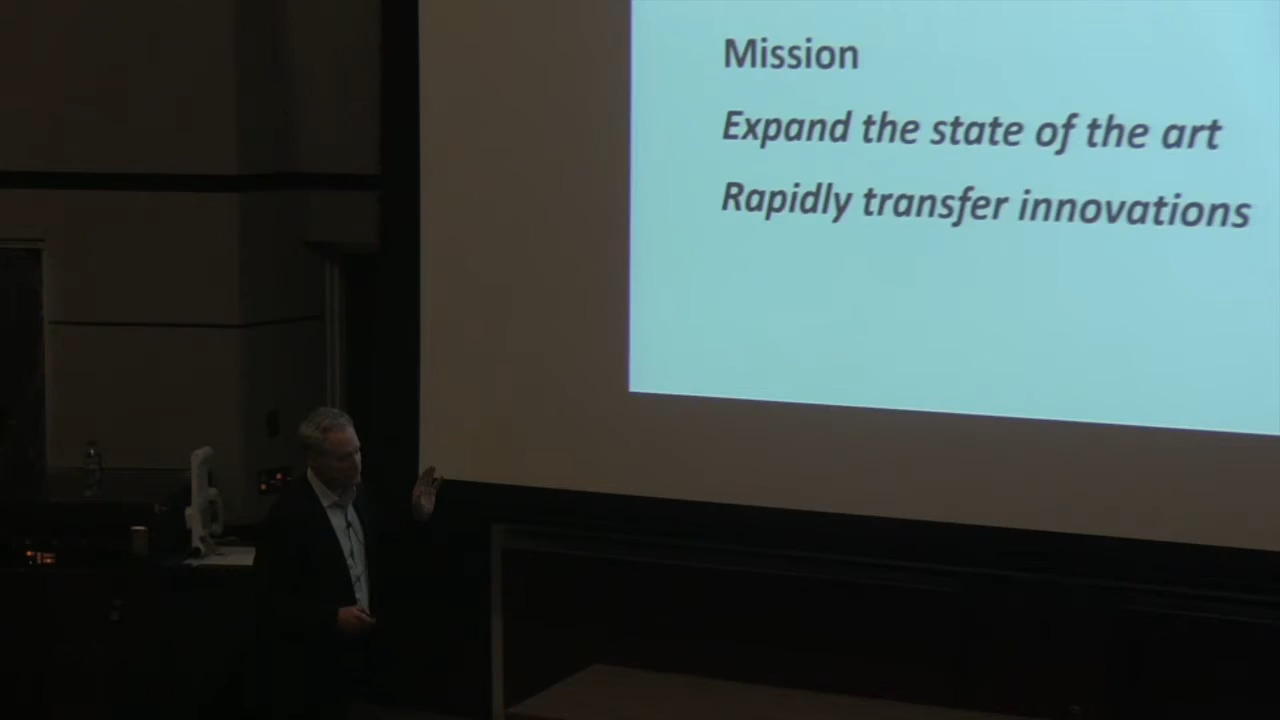 Mission
Expand the state of the art
Rapidly transfer innovations